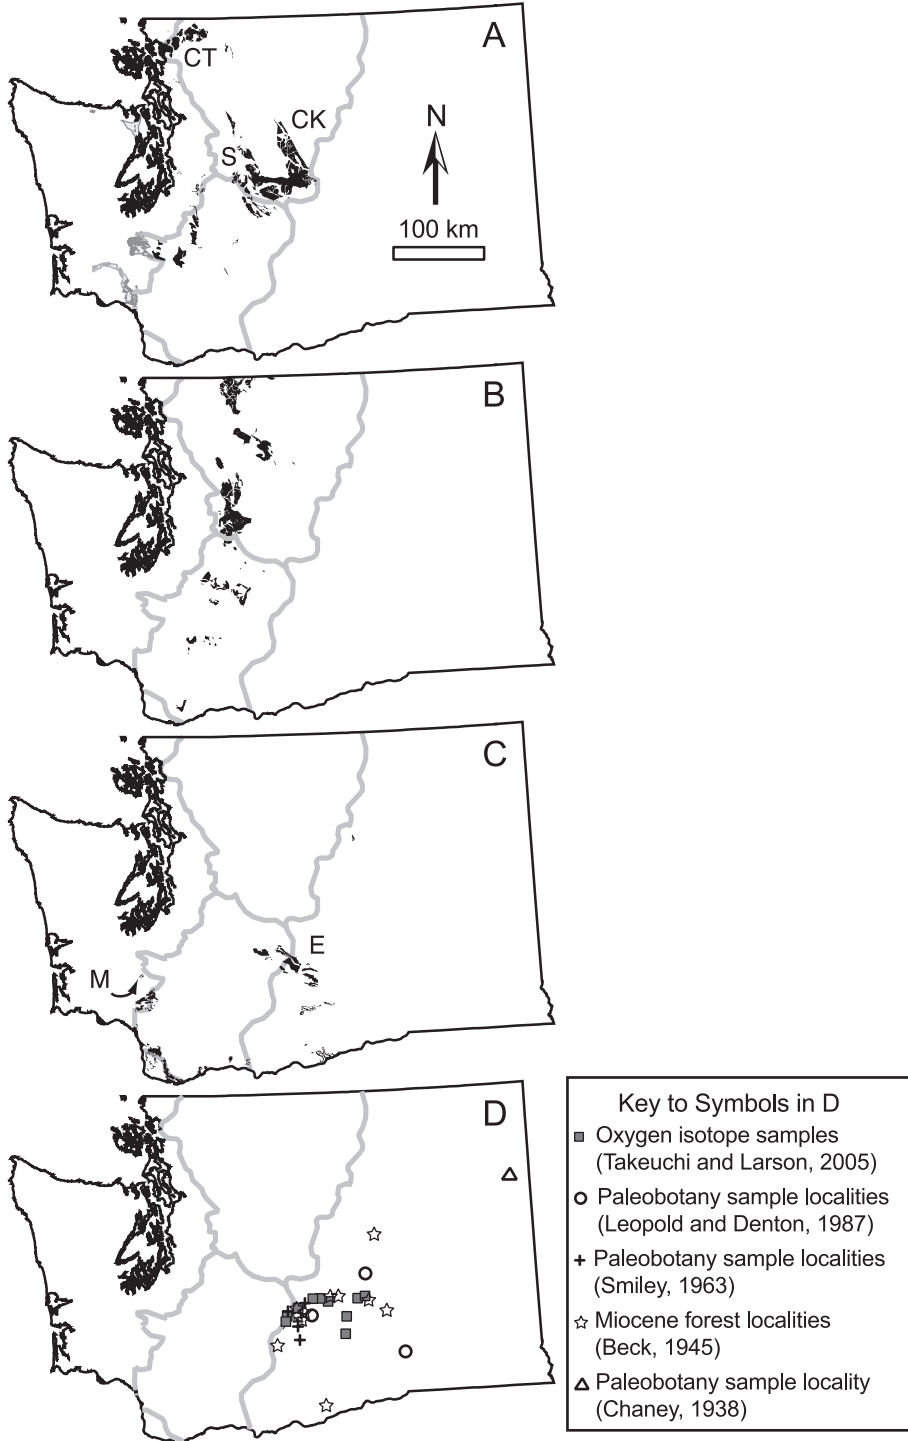 A
CT
CK
S
N
100 km
B
C
E
M
D
Key to Symbols in D
Oxygen isotope samples
(Takeuchi and Larson, 2005)
Paleobotany sample localities
(Leopold and Denton, 1987)
Paleobotany sample localities
(Smiley, 1963)
Miocene forest localities
(Beck, 1945)
Paleobotany sample locality
(Chaney, 1938)